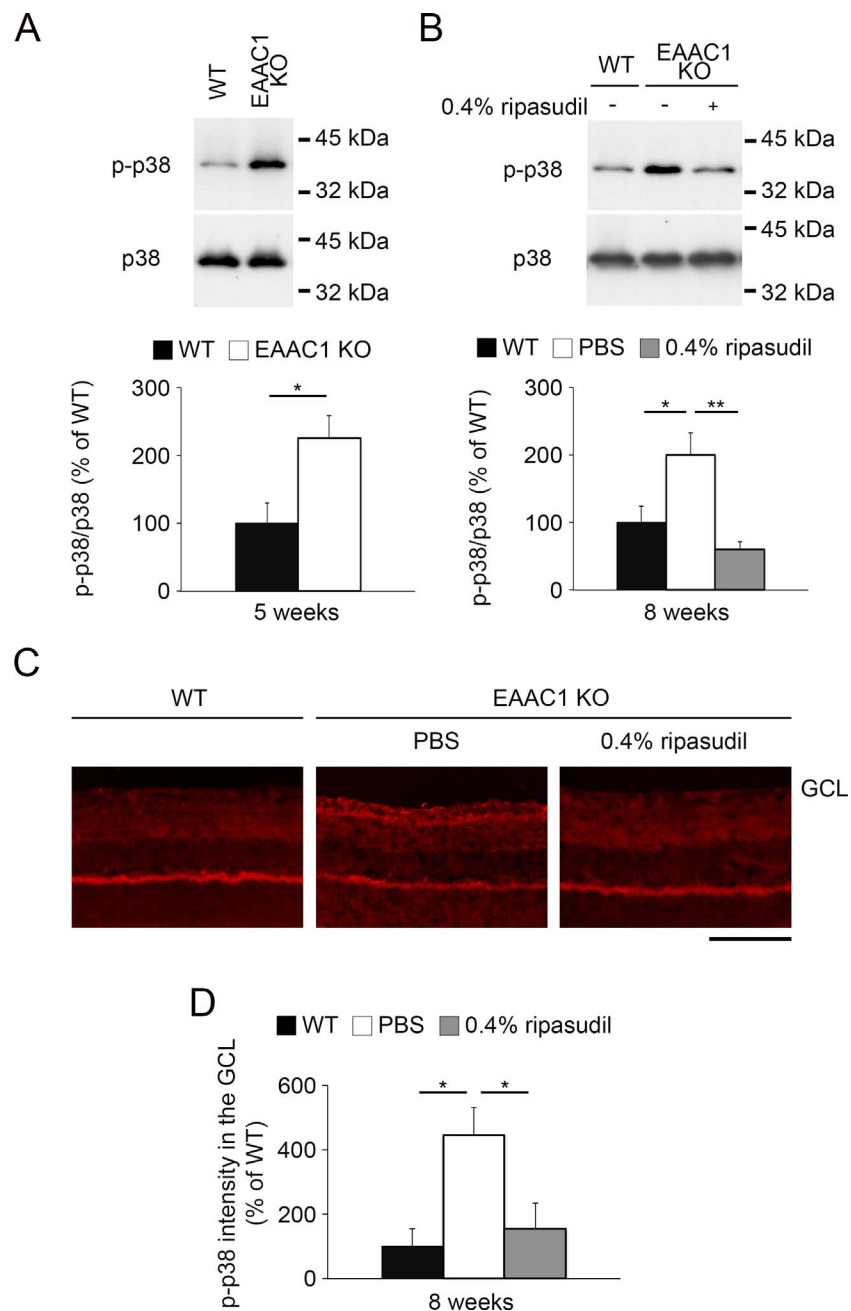 A
WT
EAAC1
KO
p-p38
45 kDa
32 kDa
p38
45 kDa
32 kDa
WT EAAC1 KO
p-p38/p38 (% of WT)
300
200
100
0
*
5 weeks
B
WT
EAAC1
KO
0.4% ripasudil - - +
p-p38
45 kDa
32 kDa
p38
45 kDa
32 kDa
WT PBS 0.4% ripasudil
p-p38/p38 (% of WT)
300
200
100
0
* **
8 weeks
C
WT EAAC1 KO
PBS 0.4% ripasudil
GCL
D
WT PBS 0.4% ripasudil
p-p38 intensity in the GCL
(% of WT)
600
400
200
0
* *
8 weeks